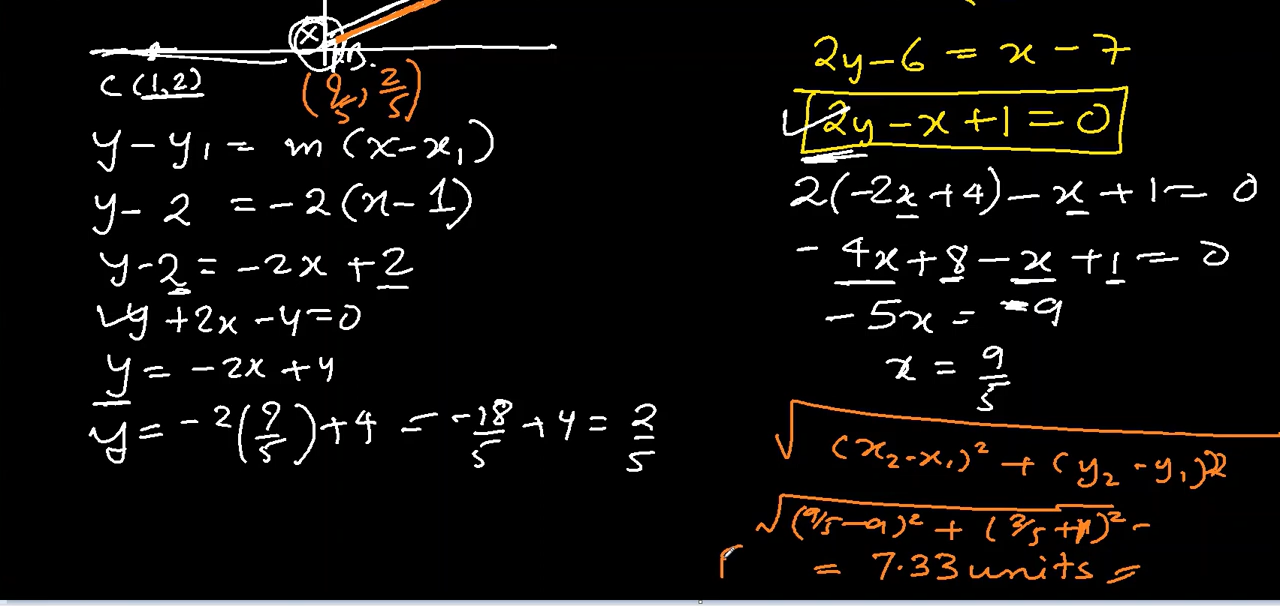 C (1,2)
(9/5, 2/5)
y - y₁ = m (x - x₁)
y - 2 = -2 (x - 1)
y - 2 = -2x + 2
y + 2x - 4 = 0
y = -2x + 4
y = -2(9/5) + 4 = -18/5 + 4 = 2/5
2y - 6 = x - 7
2y - x + 1 = 0
2(-2x + 4) - x + 1 = 0
- 4x + 8 - x + 1 = 0
- 5x = -9
x = 9/5
√(x₂ - x₁)² + (y₂ - y₁)²
= 7.33 units =